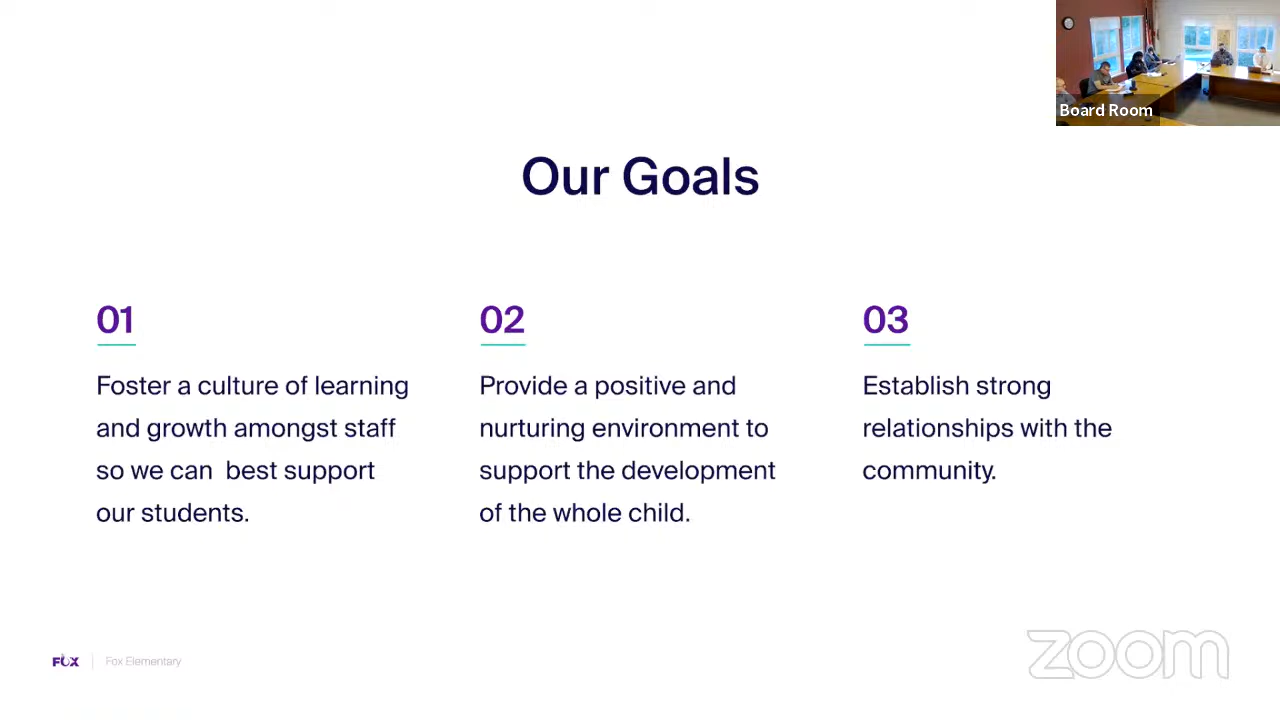 Board Room
Our Goals
01
Foster a culture of learning
and growth amongst staff
so we can  best support
our students.
02
Provide a positive and
nurturing environment to
support the development
of the whole child.
03
Establish strong
relationships with the
community.
FOX
Fox Elementary
zoom